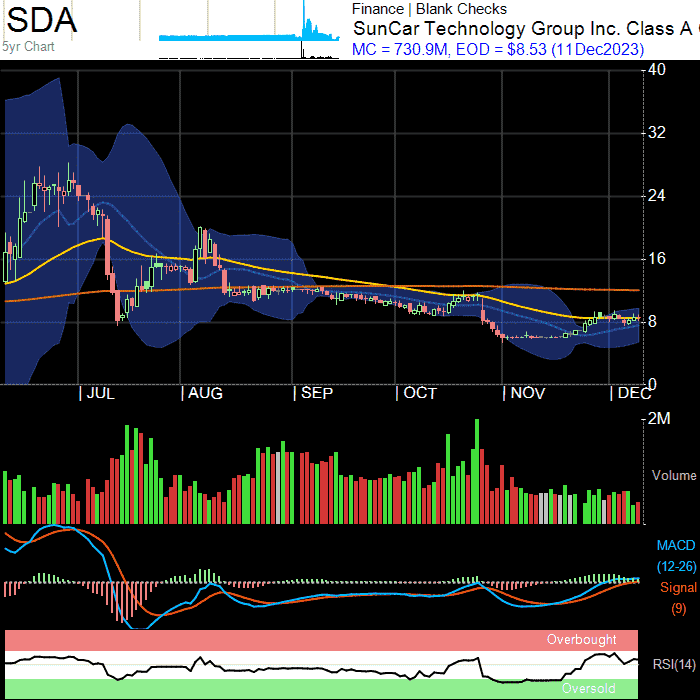 SDA
5yr Chart
Finance | Blank Checks
SunCar Technology Group Inc. Class A
MC = 730.9M, EOD = $8.53 (11Dec2023)
40
32
24
16
8
0
| JUL | AUG | SEP | OCT | NOV | DEC
2M
Volume
MACD
(12-26)
Signal
(9)
Overbought
RSI(14)
Oversold